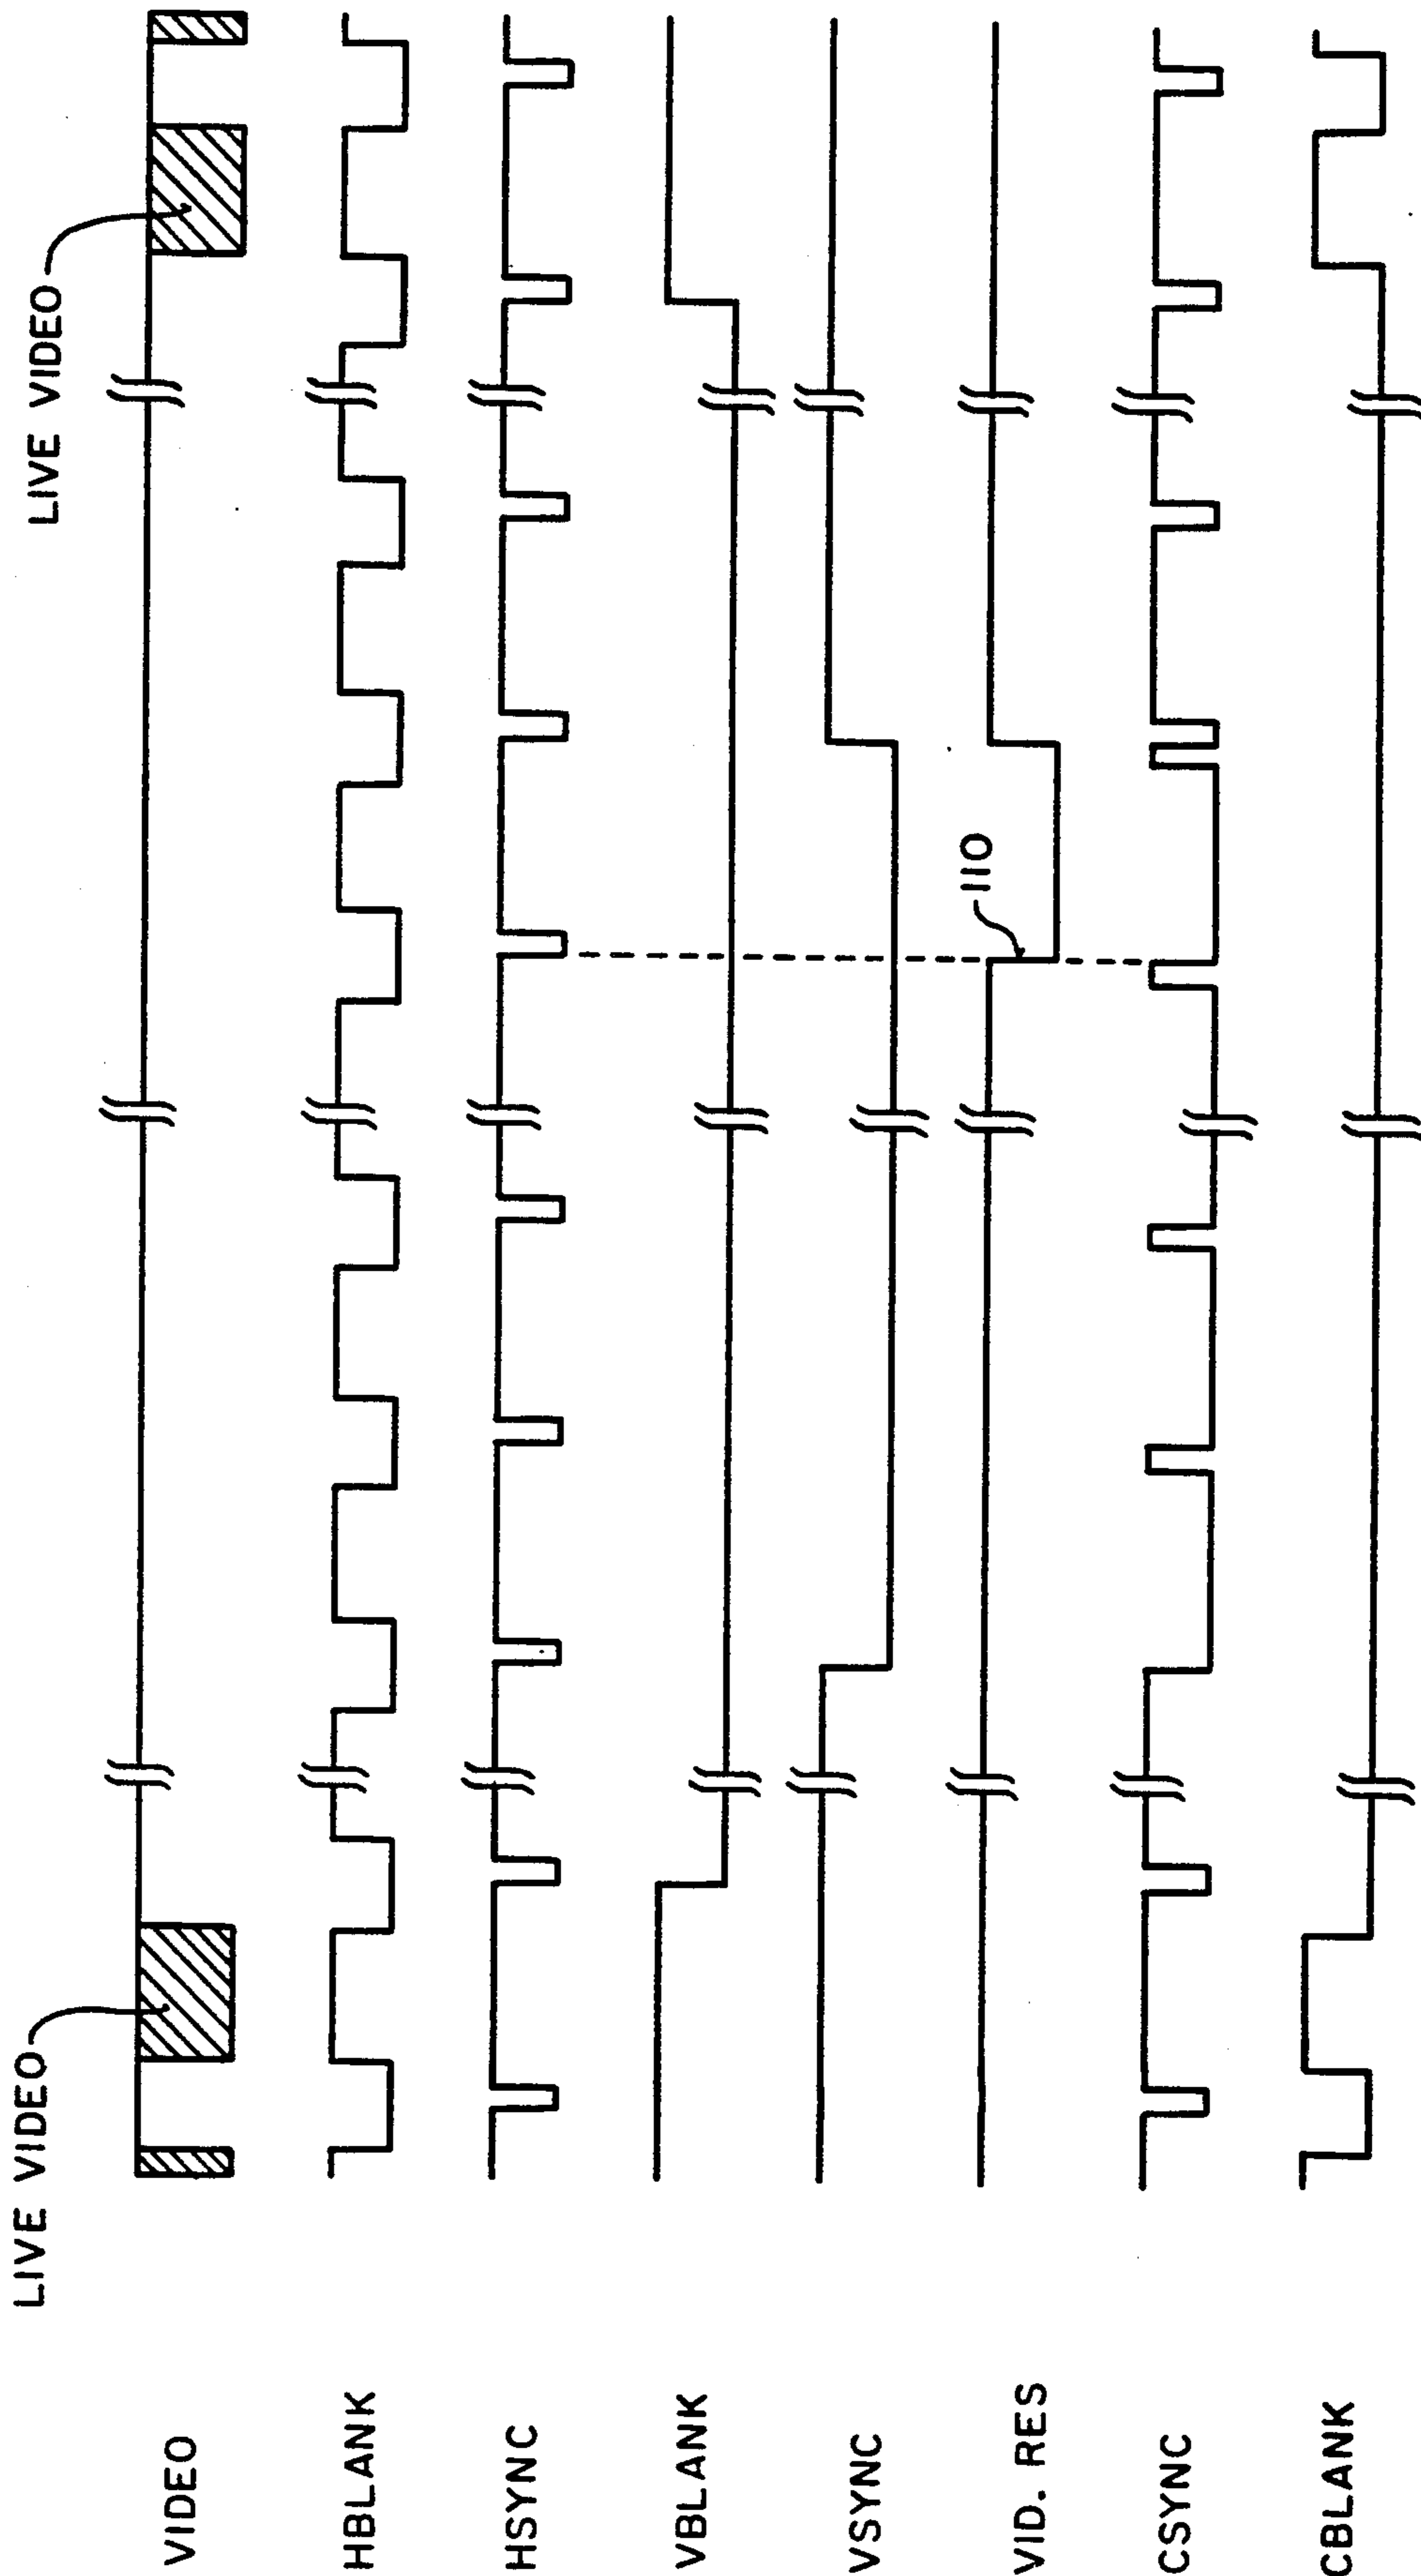 LIVE VIDEO
LIVE VIDEO
VIDEO
HBLANK
HSYNC
VBLANK
VSYNC
VID. RES
110
CSYNC
CBLANK